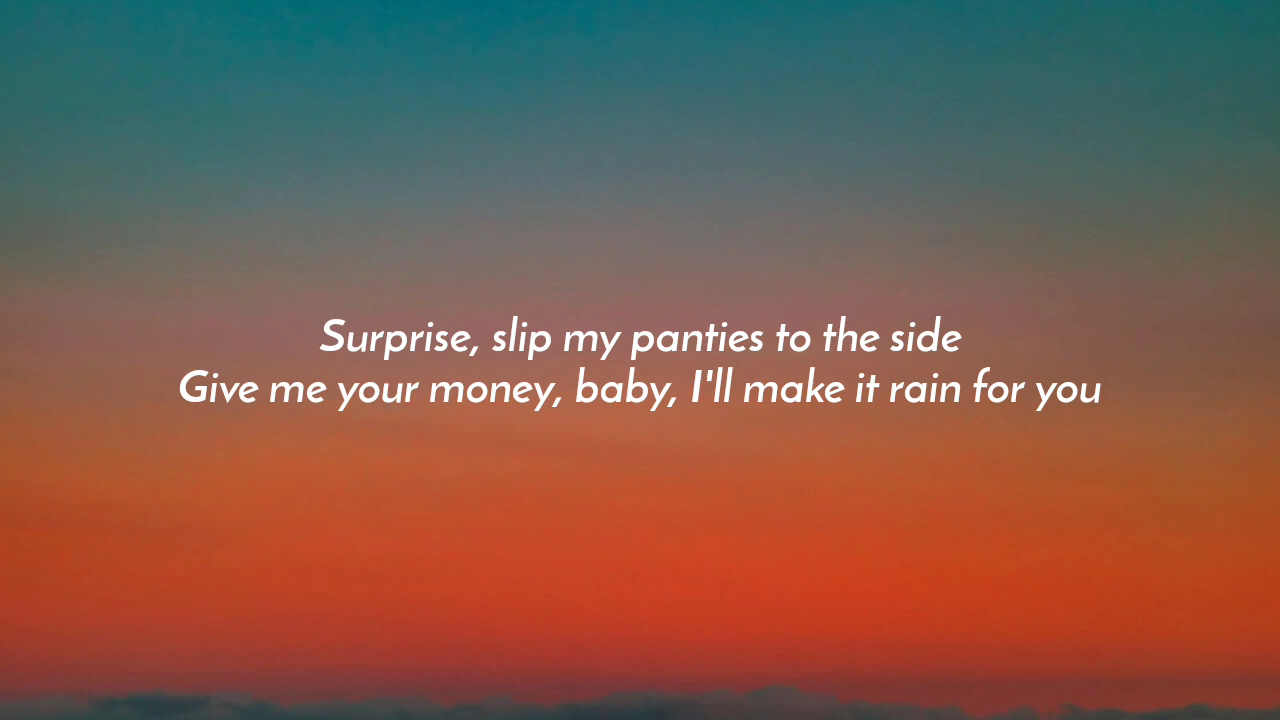 Surprise, slip my panties to the side
Give me your money, baby, I'll make it rain for you